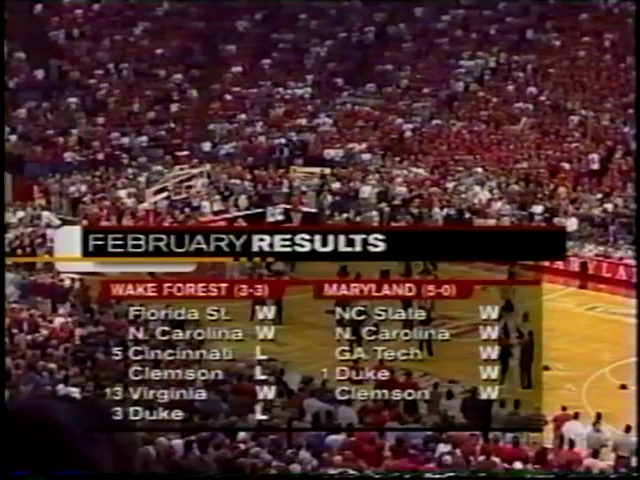 FEBRUARY RESULTS
WAKE FOREST (3-3) MARYLAND (5-0)
Florida St. W NC State W
N. Carolina W N. Carolina W
5 Cincinnati L GA Tech W
Clemson L 1 Duke W
13 Virginia W Clemson W
3 Duke L